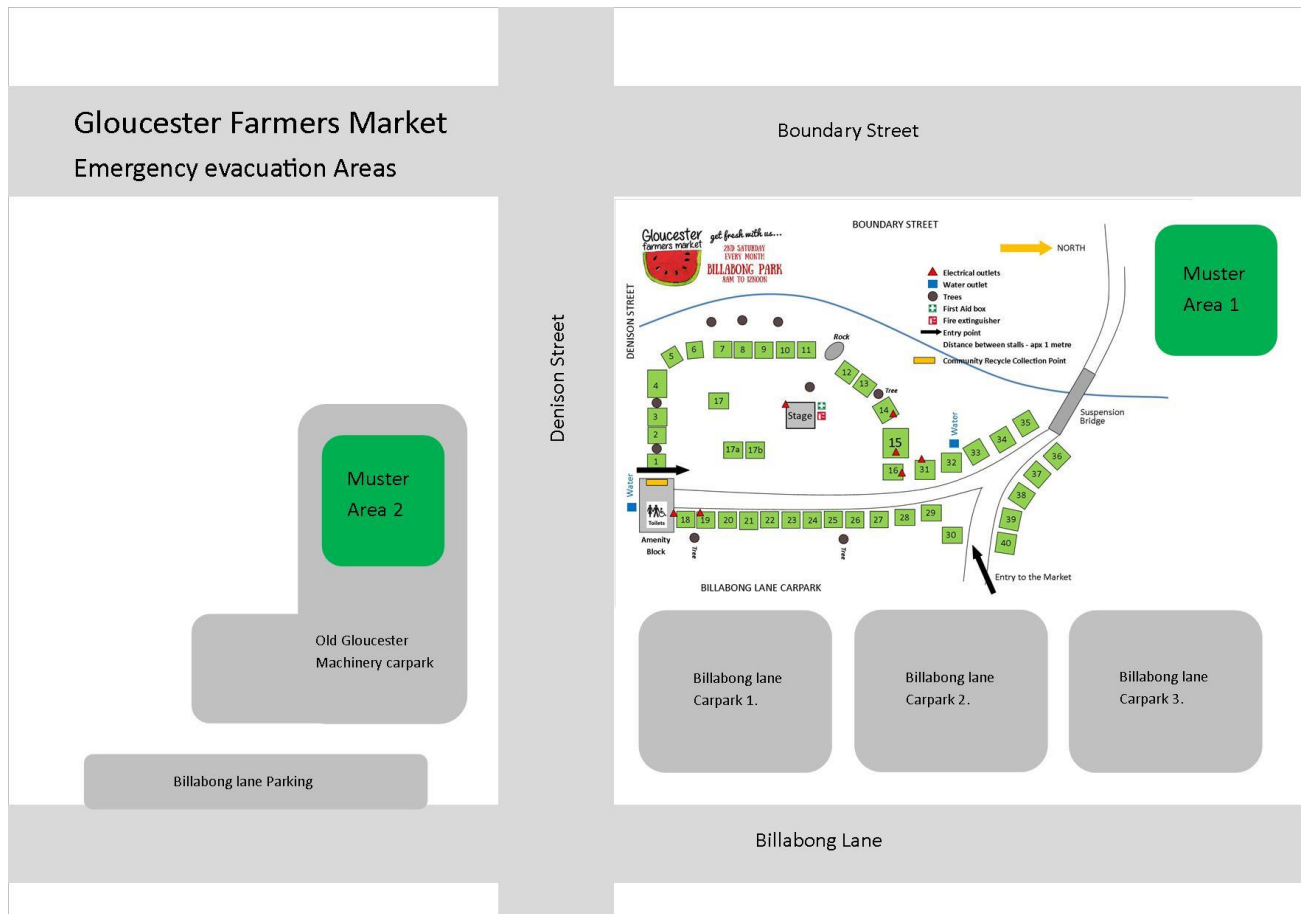 Gloucester Farmers Market
Emergency evacuation Areas
Boundary Street
Denison Street
Gloucester
farmers market
get fresh with us...
2ND SATURDAY
EVERY MONTH
BILLABONG PARK
8AM TO 12NOON
BOUNDARY STREET
NORTH
Electrical outlets
Water outlet
Trees
First Aid box
Fire extinguisher
Entry point
Distance between stalls - apx 1 metre
Community Recycle Collection Point
Muster
Area 1
DENISON STREET
Rock
5
6
7
8
9
10
11
12
13
Tree
14
4
3
2
1
17
Stage
17a
17b
15
16
31
Water
32
33
34
35
Suspension
Bridge
36
37
38
39
40
Water
Toilets
Amenity
Block
18
19
20
21
22
23
24
25
26
27
28
29
30
Tree
Tree
Entry to the Market
BILLABONG LANE CARPARK
Muster
Area 2
Old Gloucester
Machinery carpark
Billabong lane
Carpark 1.
Billabong lane
Carpark 2.
Billabong lane
Carpark 3.
Billabong lane Parking
Billabong Lane